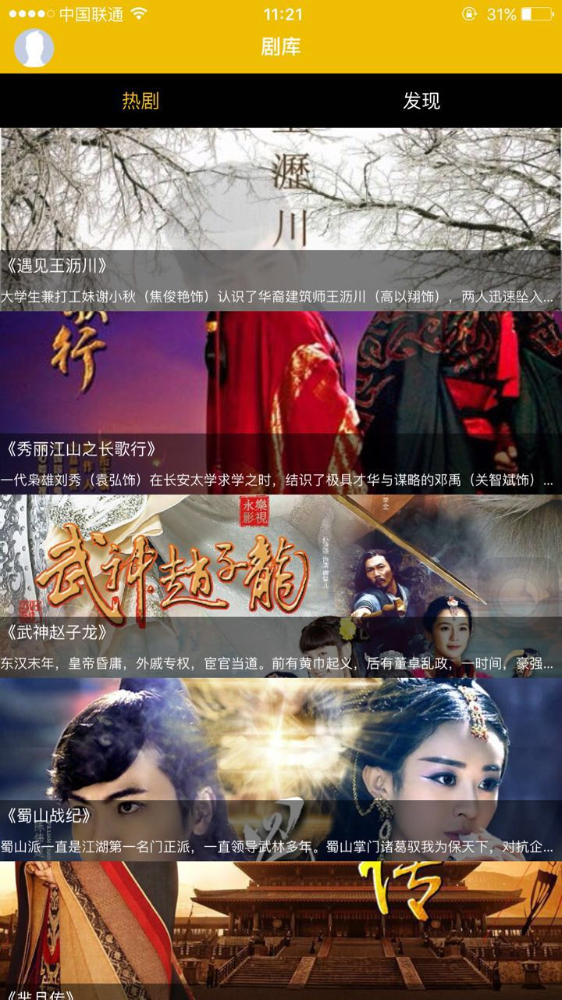 中国联通
11:21
31%
剧库
热剧
发现
瀝
川
《遇见王沥川》
大学生兼打工妹谢小秋（焦俊艳饰）认识了华裔建筑师王沥川（高以翔饰），两人迅速坠入...
行
《秀丽江山之长歌行》
一代枭雄刘秀（袁弘饰）在长安太学求学之时，结识了极具才华与谋略的邓禹（关智斌饰）...
永樂
影視
武神趙子龍
《武神赵子龙》
东汉末年，皇帝昏庸，外戚专权，宦官当道。前有黄巾起义，后有董卓乱政，一时间，豪强...
《蜀山战纪》
蜀山派一直是江湖第一名门正派，一直领导武林多年。蜀山掌门诸葛驭我为保天下，对抗企...
传
《芈月传》